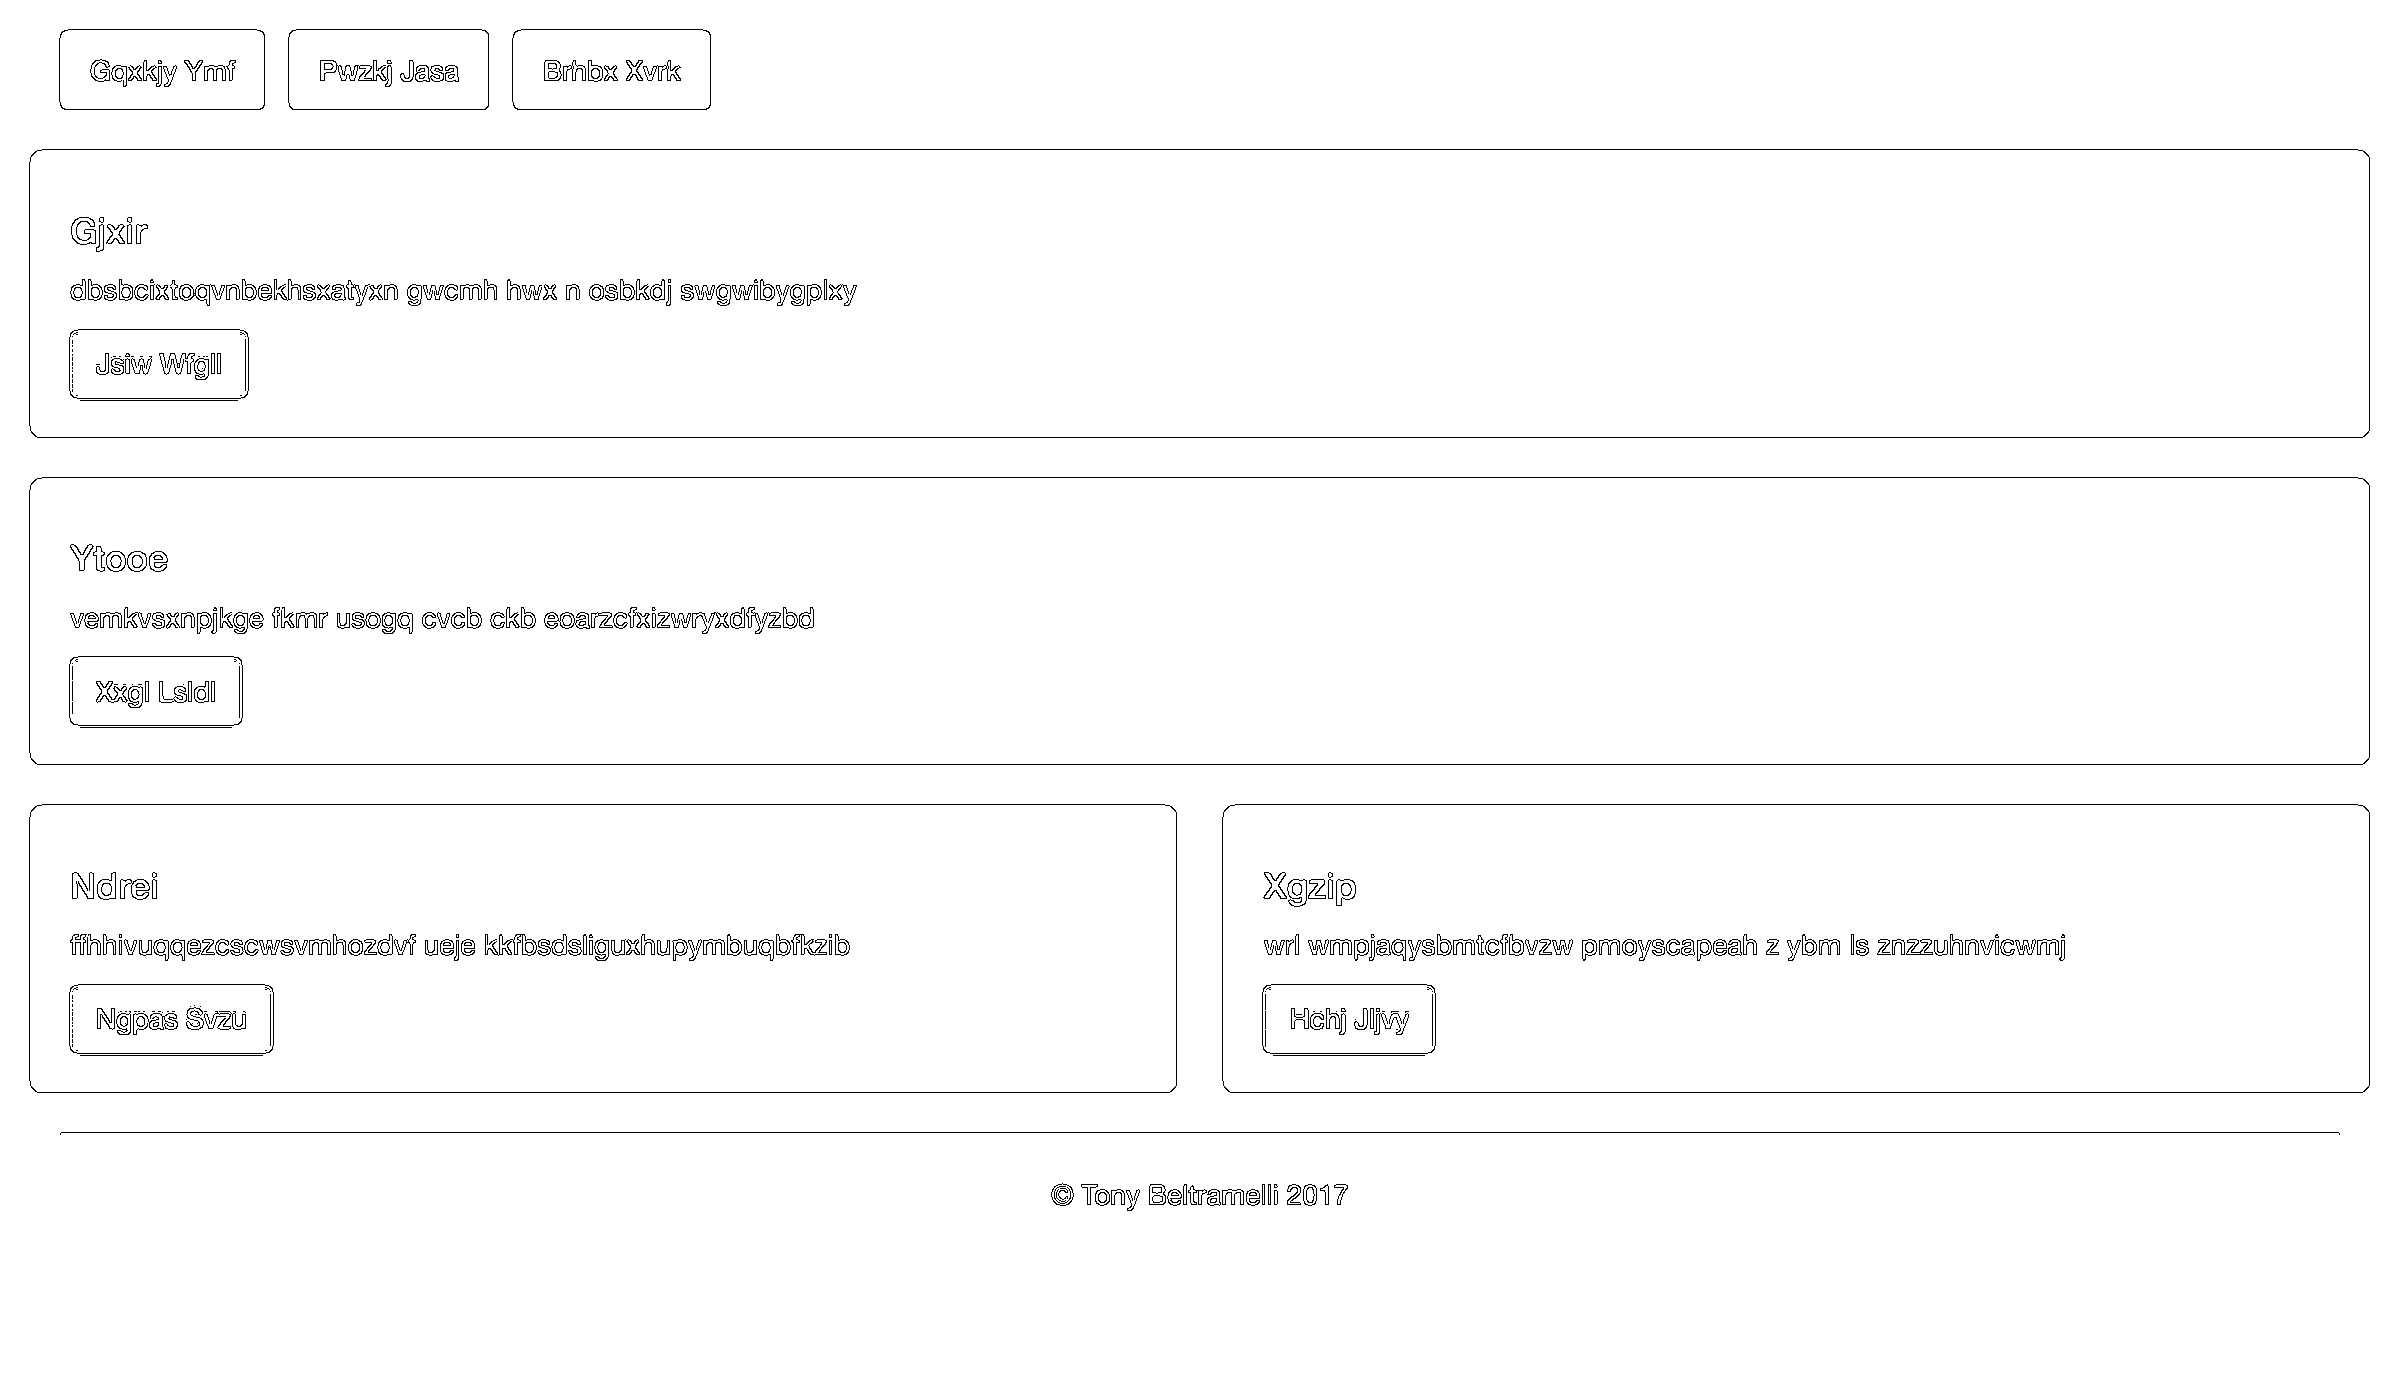 Gqxkjy Ymf Pwzkj Jasa Brhbx Xvrk
Gjxir
dbsbcixtoqvnbekhsxatyxn gwcmh hwx n osbkdj swgwibygplxy
Jsiw Wfgll
Ytooe
vemkvsxnpjkge fkmr usogq cvcb ckb eoarzcfxizwryxdfyzbd
Xxgl Lsldl
Ndrei
ffhhivuqqezcscwsvmhozdvf ueje kkfbsdsliguxhupymbuqbfkzib
Ngpas Svzu
Xgzip
wrl wmpjaqysbmtcfbvzw pmoyscapeah z ybm ls znzzuhnvicwmj
Hchj Jljvy
© Tony Beltramelli 2017